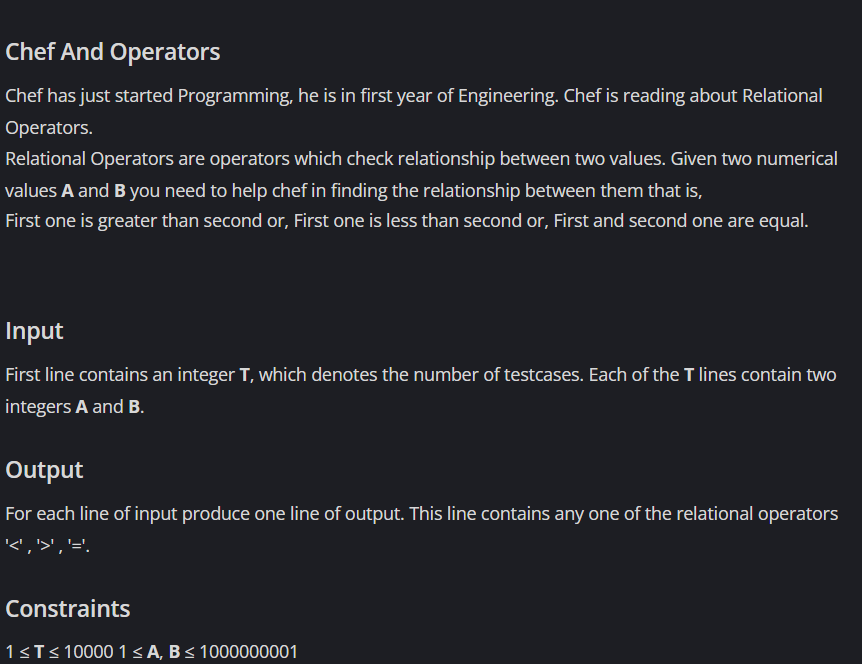 Chef And Operators
Chef has just started Programming, he is in first year of Engineering. Chef is reading about Relational
Operators.
Relational Operators are operators which check relationship between two values. Given two numerical
values A and B you need to help chef in finding the relationship between them that is,
First one is greater than second or, First one is less than second or, First and second one are equal.
Input
First line contains an integer T, which denotes the number of testcases. Each of the T lines contain two
integers A and B.
Output
For each line of input produce one line of output. This line contains any one of the relational operators
'<' , '>' , '='.
Constraints
1 ≤ T ≤ 10000 1 ≤ A, B ≤ 1000000001